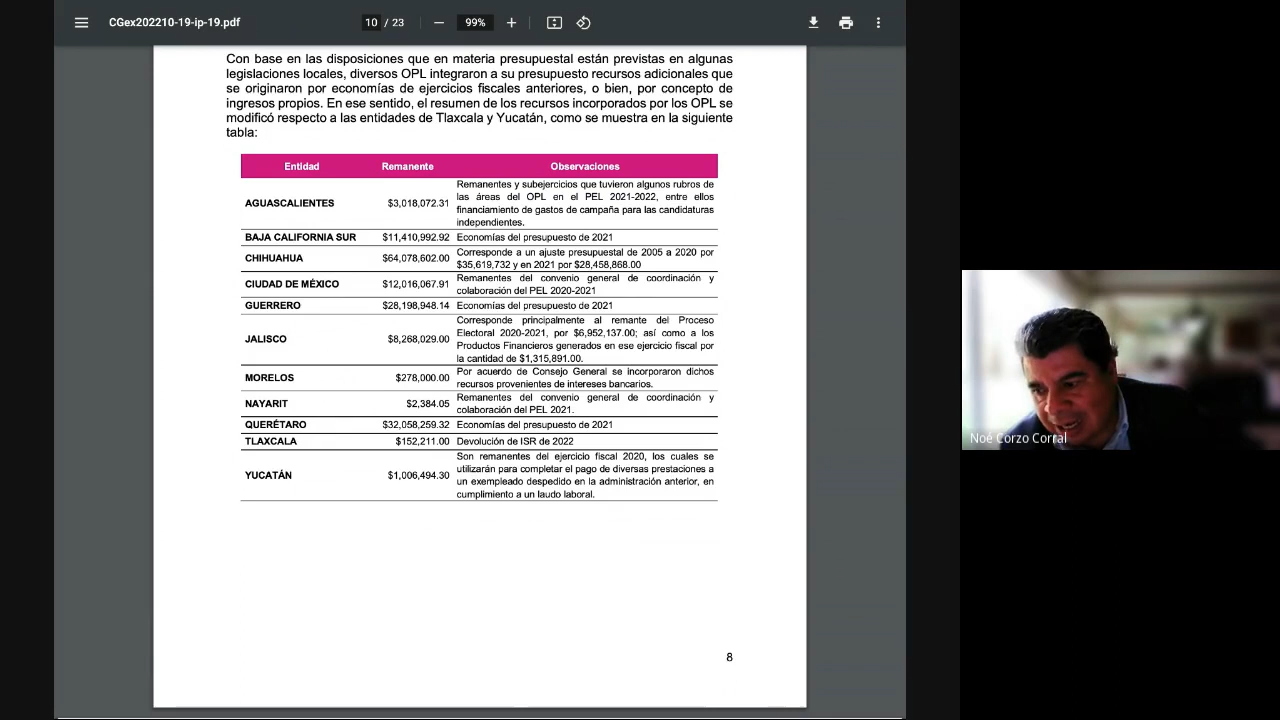 CGex202210-19-ip-19.pdf
10 / 23
99%
Con base en las disposiciones que en materia presupuestal están previstas en algunas
legislaciones locales, diversos OPL integraron a su presupuesto recursos adicionales que
se originaron por economías de ejercicios fiscales anteriores, o bien, por concepto de
ingresos propios. En ese sentido, el resumen de los recursos incorporados por los OPL se
modificó respecto a las entidades de Tlaxcala y Yucatán, como se muestra en la siguiente
tabla:
Entidad Remanente Observaciones
AGUASCALIENTES $3,018,072.31 Remanentes y subejercicios que tuvieron algunos rubros de
las áreas del OPL en el PEL 2021-2022, entre ellos
financiamiento de gastos de campaña para las candidaturas
independientes.
BAJA CALIFORNIA SUR $11,410,992.92 Economías del presupuesto de 2021
CHIHUAHUA $64,078,602.00 Corresponde a un ajuste presupuestal de 2005 a 2020 por
$35,619,732 y en 2021 por $28,458,868.00
CIUDAD DE MÉXICO $12,016,067.91 Remanentes del convenio general de coordinación y
colaboración del PEL 2020-2021
GUERRERO $28,198,948.14 Economías del presupuesto de 2021
JALISCO $8,268,029.00 Corresponde principalmente al remante del Proceso
Electoral 2020-2021, por $6,952,137.00; así como a los
Productos Financieros generados en ese ejercicio fiscal por
la cantidad de $1,315,891.00.
MORELOS $278,000.00 Por acuerdo de Consejo General se incorporaron dichos
recursos provenientes de intereses bancarios.
NAYARIT $2,384.05 Remanentes del convenio general de coordinación y
colaboración del PEL 2021.
QUERÉTARO $32,058,259.32 Economías del presupuesto de 2021
TLAXCALA $152,211.00 Devolución de ISR de 2022
YUCATÁN $1,006,494.30 Son remanentes del ejercicio fiscal 2020, los cuales se
utilizarán para completar el pago de diversas prestaciones a
un exempleado despedido en la administración anterior, en
cumplimiento a un laudo laboral.
8
Noé Corzo Corral